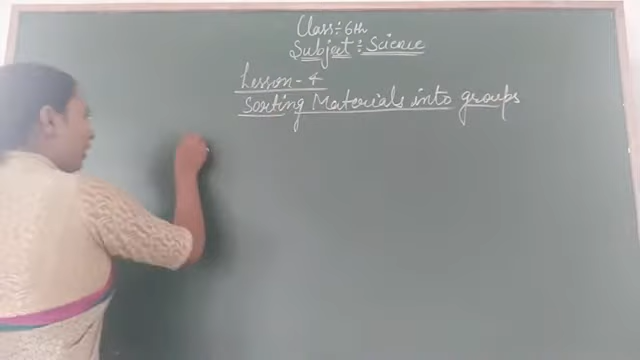 Class:- 6th
Subject :- Science
Lesson - 4
Sorting Materials into groups